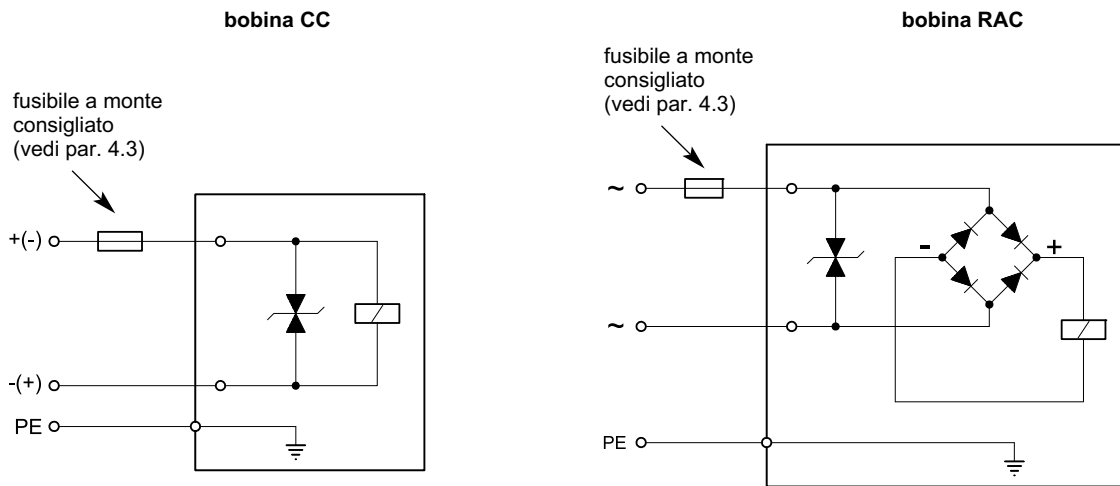 bobina CC
fusibile a monte
consigliato
(vedi par. 4.3)
+(-)
-(+)
PE
bobina RAC
fusibile a monte
consigliato
(vedi par. 4.3)
~
- +
~
PE